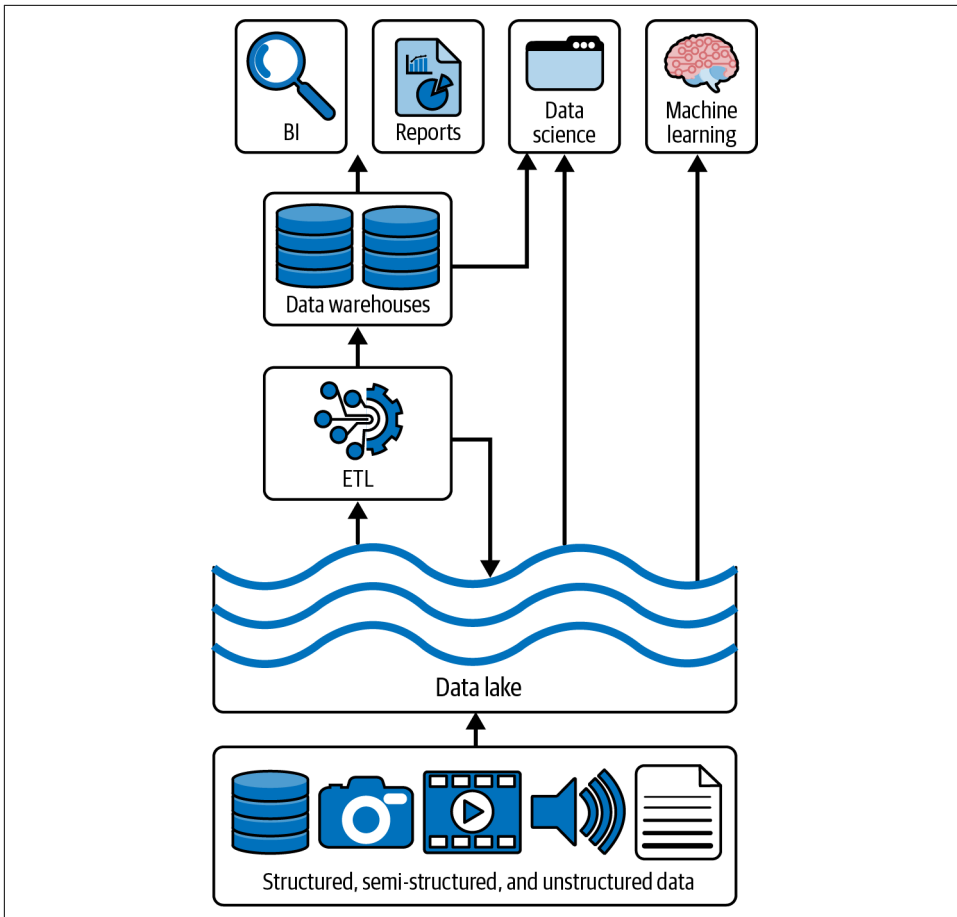 BI
Reports
Data
science
Machine
learning
Data warehouses
ETL
Data lake
Structured, semi-structured, and unstructured data